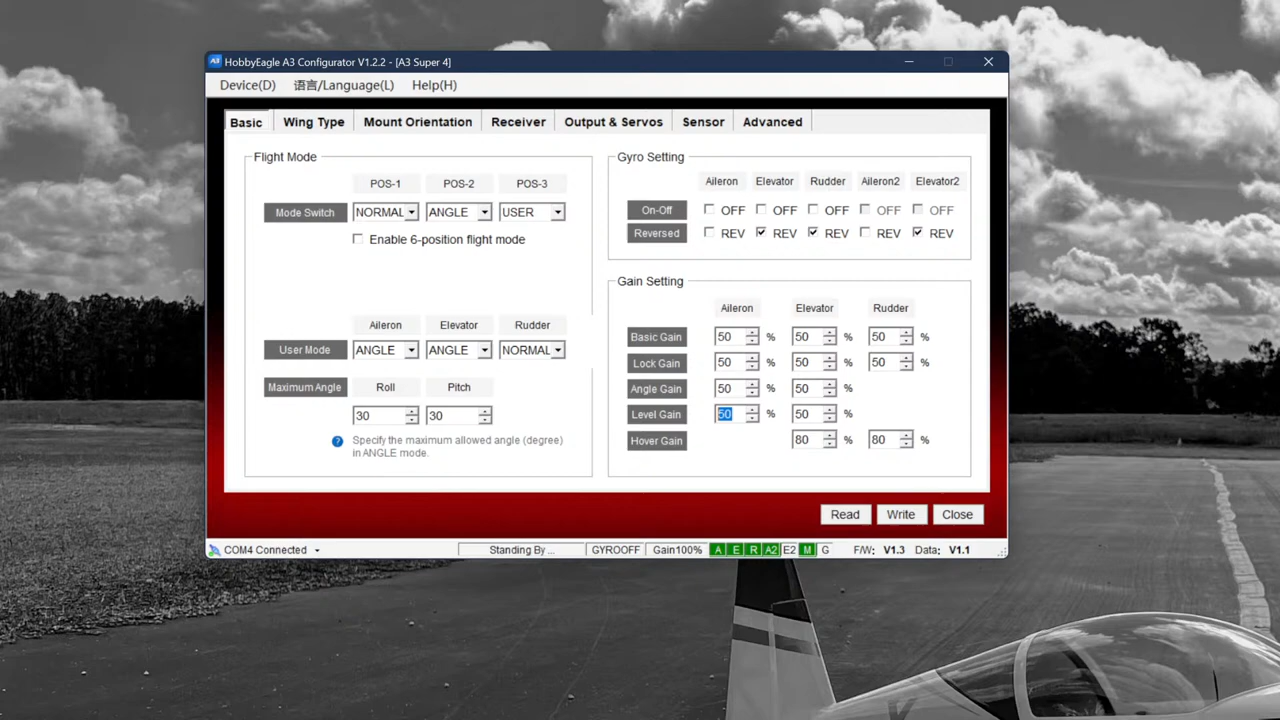 HobbyEagle A3 Configurator V1.2.2 - [A3 Super 4]
Device(D) 语言/Language(L) Help(H)
Basic Wing Type Mount Orientation Receiver Output & Servos Sensor Advanced
Flight Mode
POS-1 POS-2 POS-3
Mode Switch NORMAL ANGLE USER
Enable 6-position flight mode
Aileron Elevator Rudder
User Mode ANGLE ANGLE NORMAL
Maximum Angle Roll Pitch
30 30
? Specify the maximum allowed angle (degree)
in ANGLE mode.
Gyro Setting
Aileron Elevator Rudder Aileron2 Elevator2
On-Off OFF OFF OFF OFF OFF
Reversed REV REV REV REV REV
Gain Setting
Aileron Elevator Rudder
Basic Gain 50 % 50 % 50 %
Lock Gain 50 % 50 % 50 %
Angle Gain 50 % 50 %
Level Gain 50 % 50 %
Hover Gain 80 % 80 %
Read Write Close
COM4 Connected Standing By ... GYROOFF Gain100% A E R A2 E2 M G F/W: V1.3 Data: V1.1